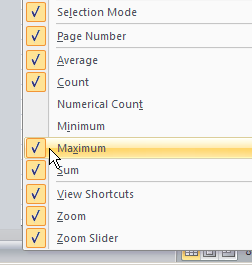 Selection Mode
Page Number
Average
Count
Numerical Count
Minimum
Maximum
Sum
View Shortcuts
Zoom
Zoom Slider